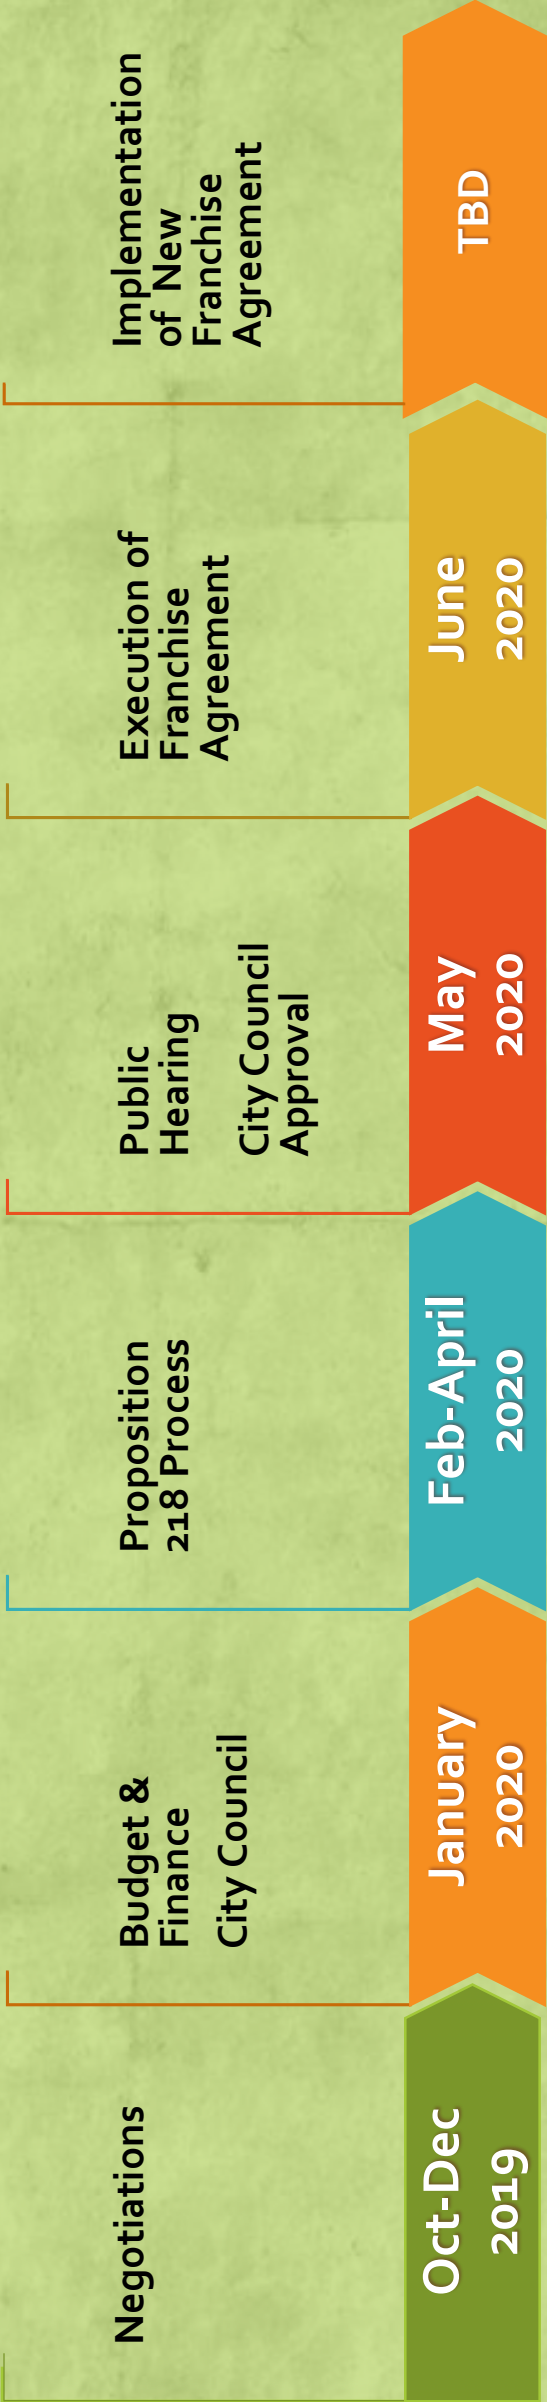 Negotiations
Oct-Dec
2019
Budget &
Finance
City Council
January
2020
Proposition
218 Process
Feb-April
2020
Public
Hearing
City Council
Approval
May
2020
Execution of
Franchise
Agreement
June
2020
Implementation
of New
Franchise
Agreement
TBD